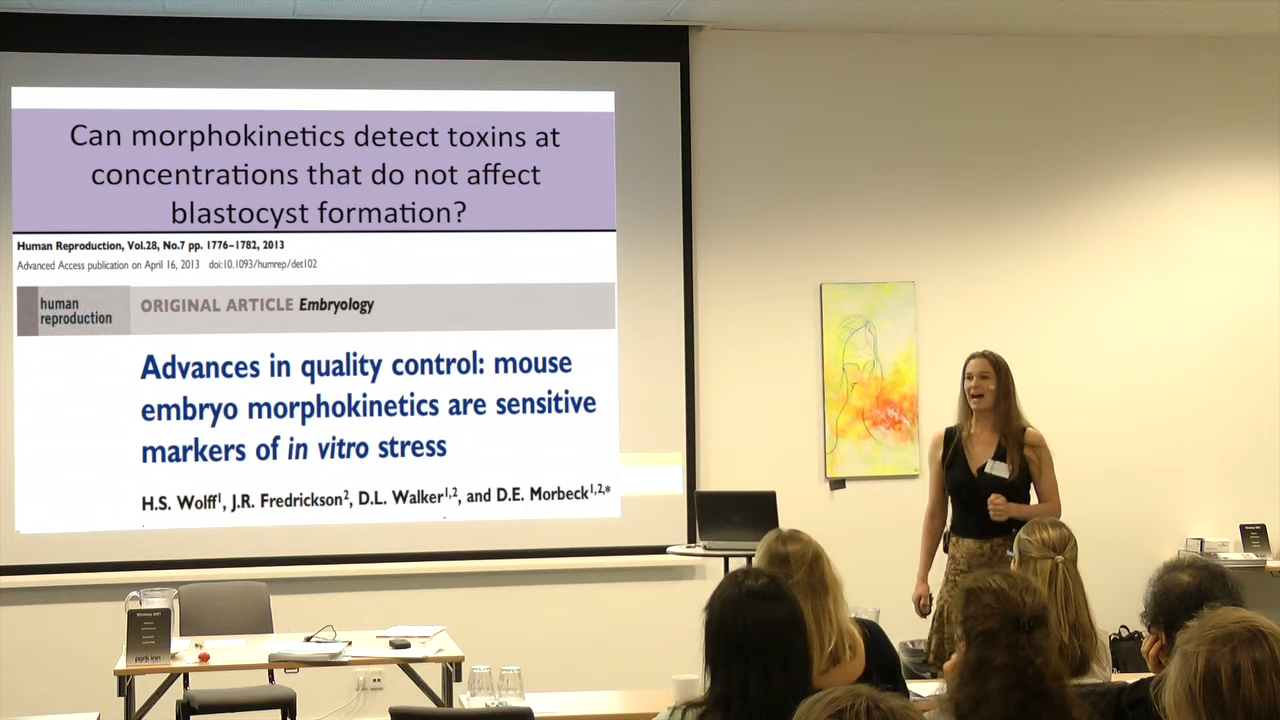 Can morphokinetics detect toxins at
concentrations that do not affect
blastocyst formation?
Human Reproduction, Vol.28, No.7 pp. 1776–1782, 2013
Advanced Access publication on April 16, 2013 doi:10.1093/humrep/det102
human
reproduction
ORIGINAL ARTICLE Embryology
Advances in quality control: mouse
embryo morphokinetics are sensitive
markers of in vitro stress
H.S. Wolff¹, J.R. Fredrickson², D.L. Walker¹,², and D.E. Morbeck¹,²,*
park inn